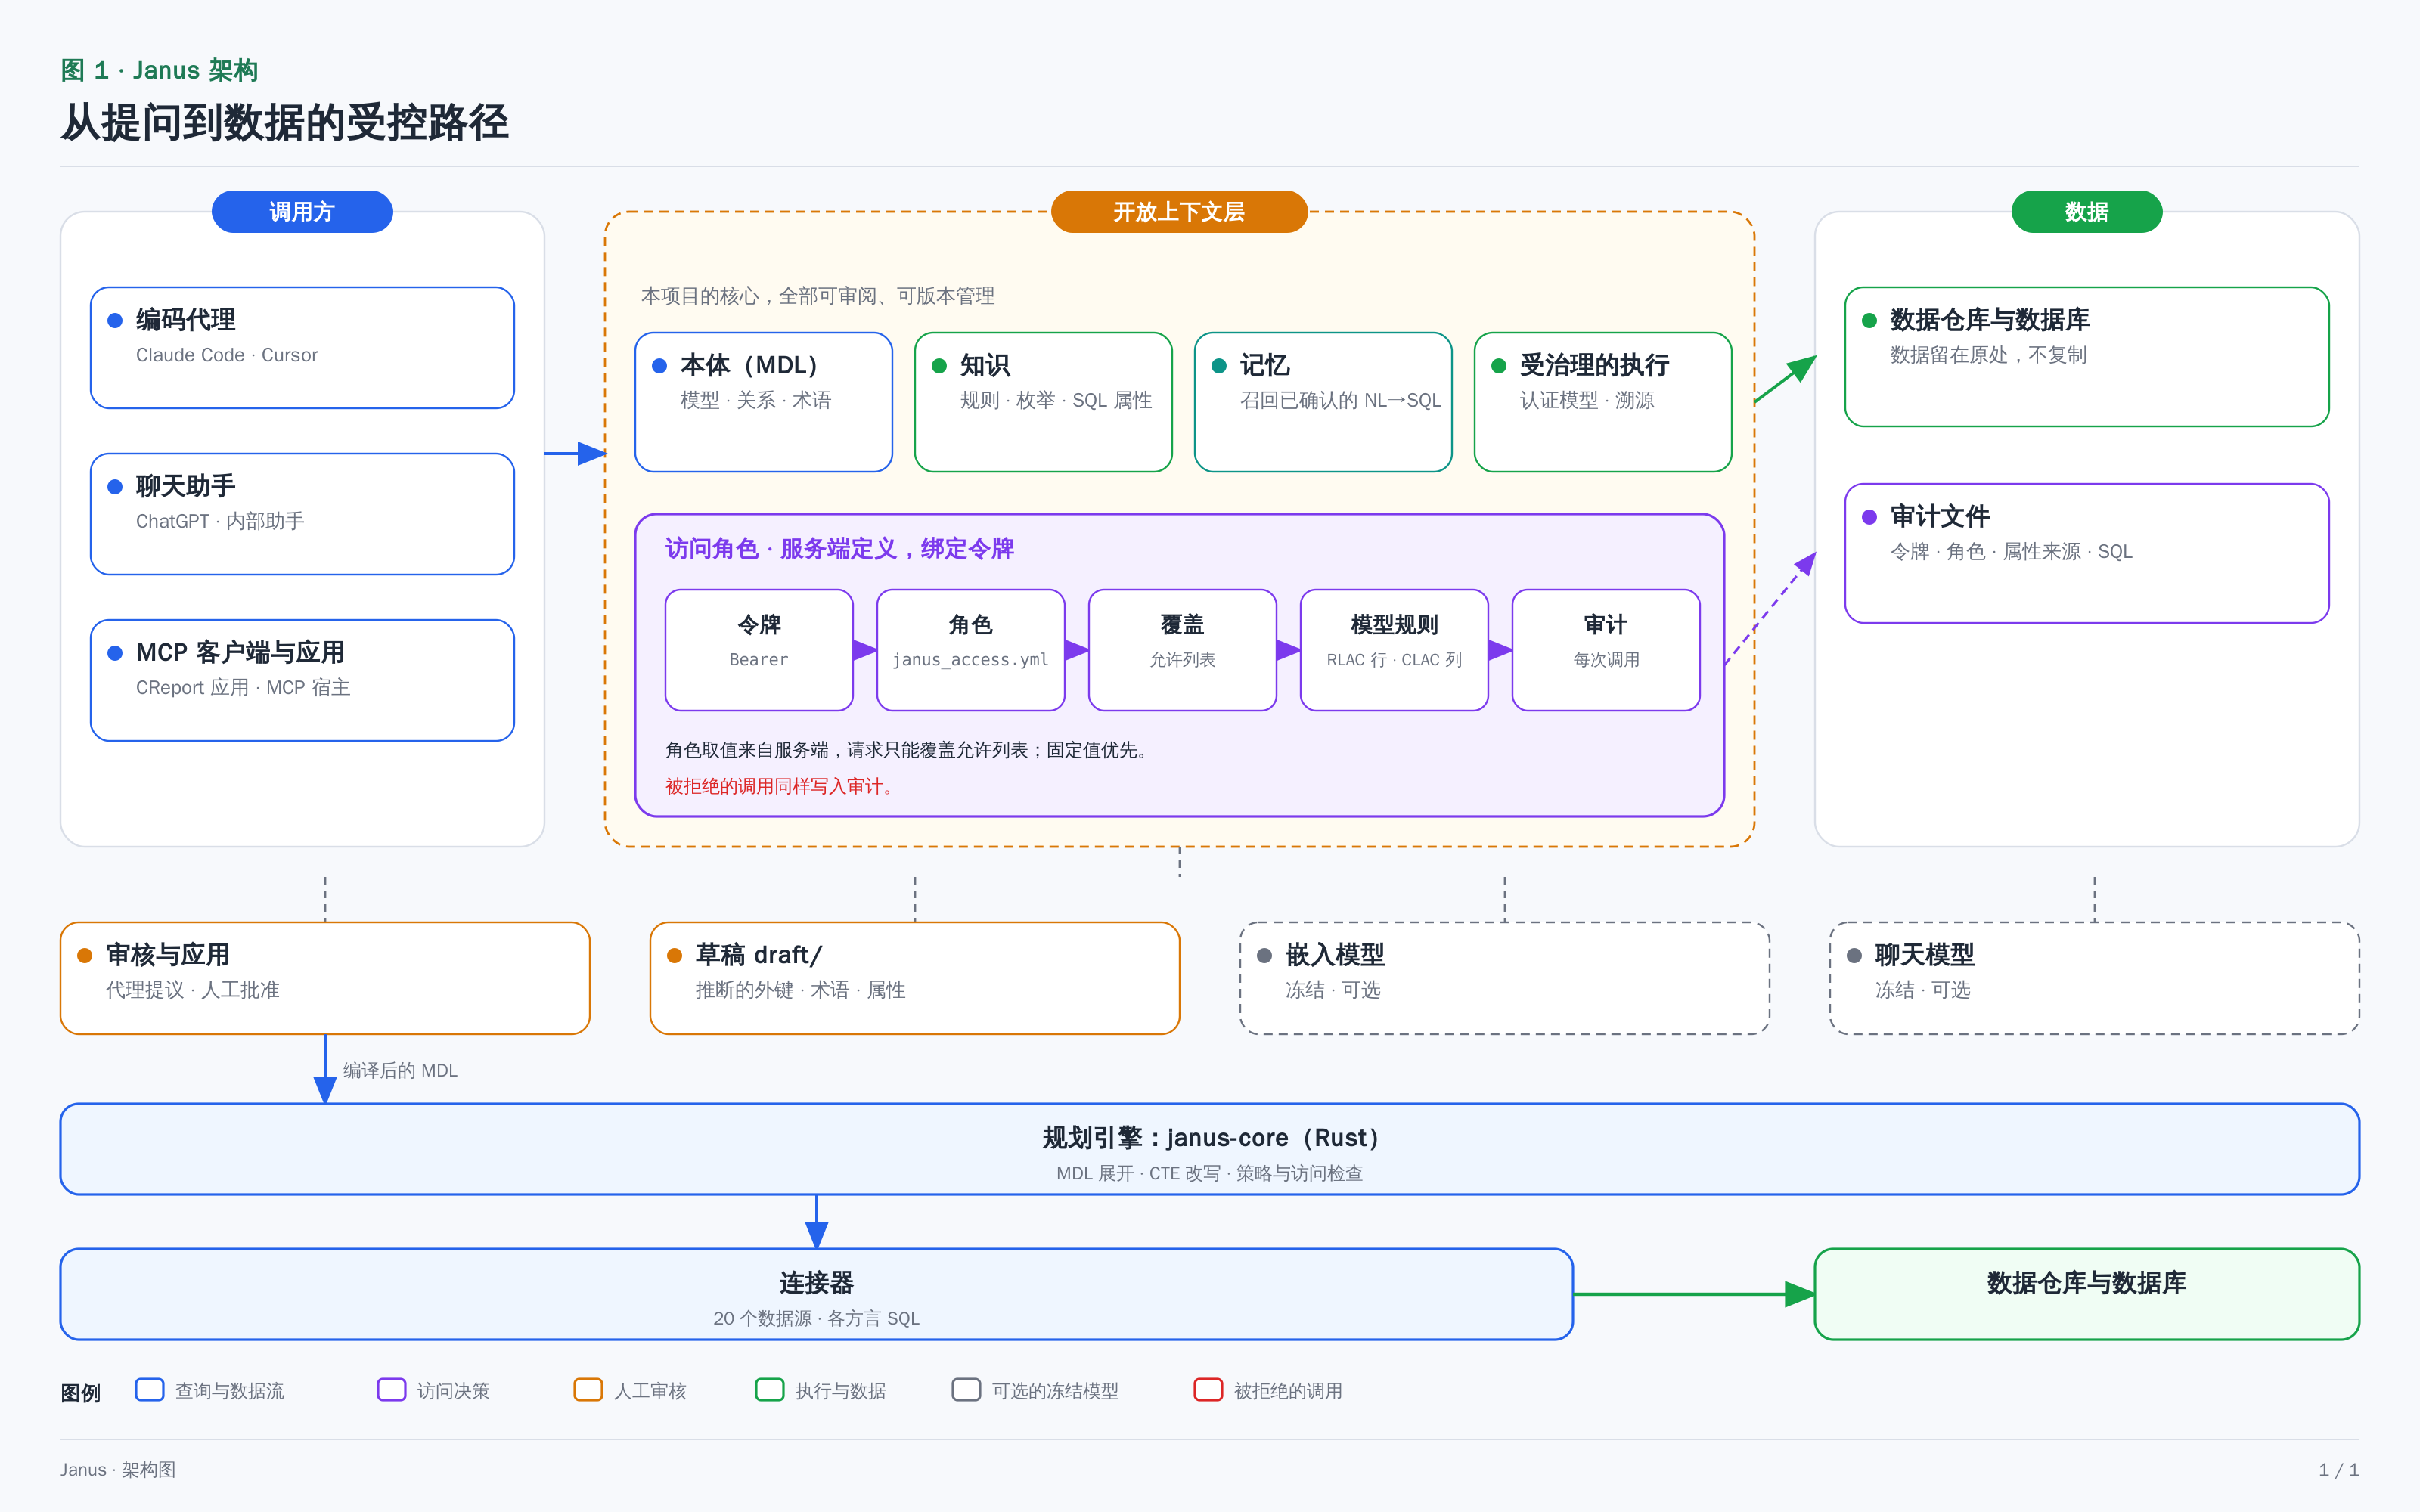 图 1 · Janus 架构
从提问到数据的受控路径
调用方
编码代理
Claude Code · Cursor
聊天助手
ChatGPT · 内部助手
MCP 客户端与应用
CReport 应用 · MCP 宿主
开放上下文层
本项目的核心，全部可审阅、可版本管理
本体（MDL）
模型 · 关系 · 术语
知识
规则 · 枚举 · SQL 属性
记忆
召回已确认的 NL→SQL
受治理的执行
认证模型 · 溯源
访问角色 · 服务端定义，绑定令牌
令牌
Bearer
角色
janus_access.yml
覆盖
允许列表
模型规则
RLAC 行 · CLAC 列
审计
每次调用
角色取值来自服务端，请求只能覆盖允许列表；固定值优先。
被拒绝的调用同样写入审计。
数据
数据仓库与数据库
数据留在原处，不复制
审计文件
令牌 · 角色 · 属性来源 · SQL
审核与应用
代理提议 · 人工批准
草稿 draft/
推断的外键 · 术语 · 属性
嵌入模型
冻结 · 可选
聊天模型
冻结 · 可选
编译后的 MDL
规划引擎：janus-core（Rust）
MDL 展开 · CTE 改写 · 策略与访问检查
连接器
20 个数据源 · 各方言 SQL
数据仓库与数据库
图例
查询与数据流
访问决策
人工审核
执行与数据
可选的冻结模型
被拒绝的调用
Janus · 架构图
1 / 1